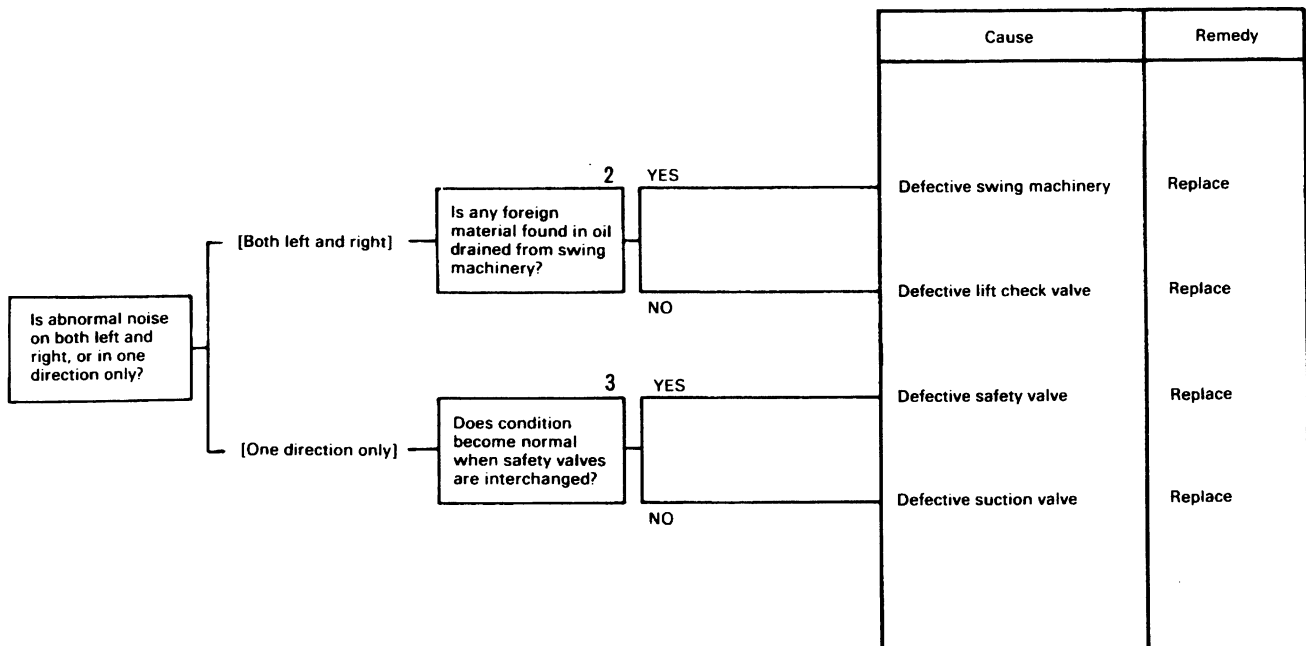 Cause
Remedy
2
YES
Is any foreign
material found in oil
drained from swing
machinery?
Defective swing machinery
Replace
[Both left and right]
NO
Defective lift check valve
Replace
Is abnormal noise
on both left and
right, or in one
direction only?
3
YES
Does condition
become normal
when safety valves
are interchanged?
Defective safety valve
Replace
[One direction only]
NO
Defective suction valve
Replace